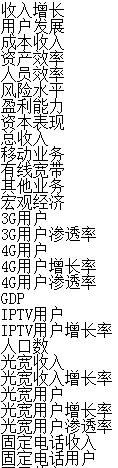 收入增长
用户发展
成本收入
资产效率
人员效率
风险水平
盈利能力
资本表现
总收入
移动业务
有线宽带
其他业务
宏观经济
3G用户
3G用户渗透率
4G用户
4G用户增长率
4G用户渗透率
GDP
IPTV用户
IPTV用户增长率
人口数
光宽收入
光宽收入增长率
光宽用户
光宽用户增长率
光宽用户渗透率
固定电话收入
固定电话用户